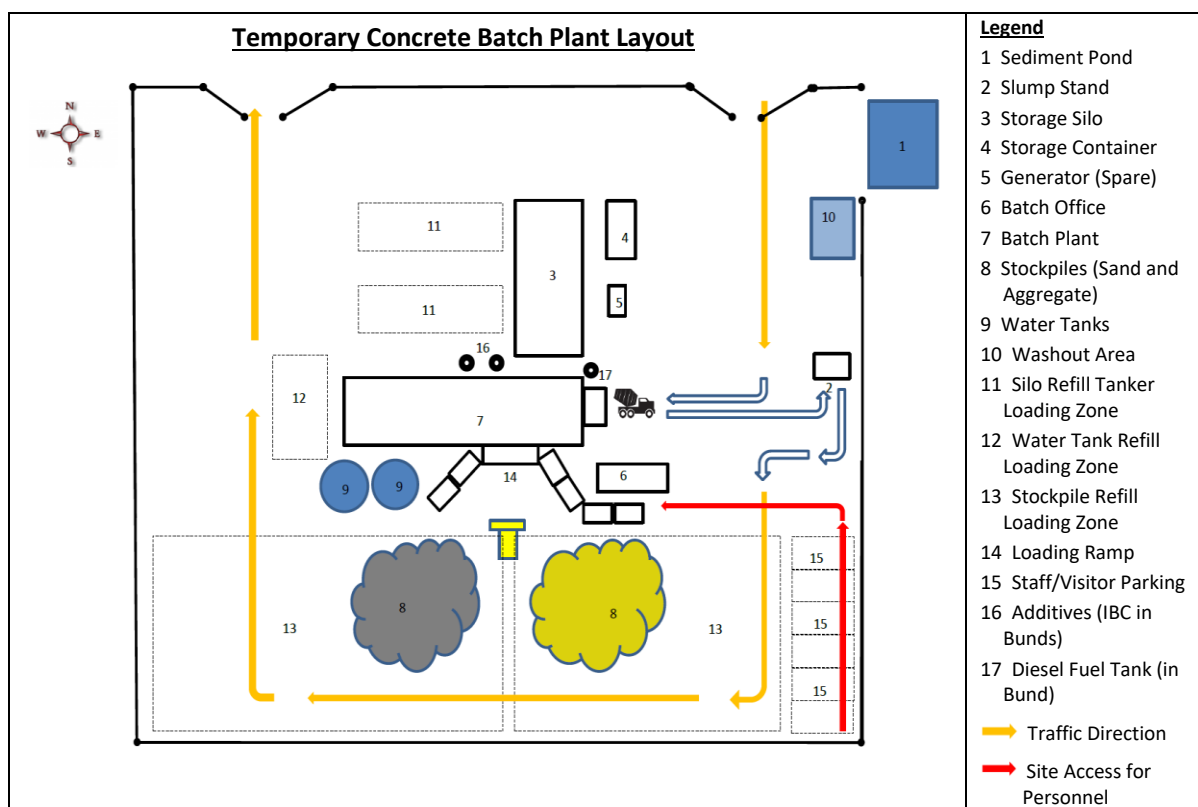 Temporary Concrete Batch Plant Layout
N
W
E
S
1
10
11
3
4
11
5
16
17
12
2
7
6
14
9
9
15
8
8
13
13
15
15
Legend
1 Sediment Pond
2 Slump Stand
3 Storage Silo
4 Storage Container
5 Generator (Spare)
6 Batch Office
7 Batch Plant
8 Stockpiles (Sand and
Aggregate)
9 Water Tanks
10 Washout Area
11 Silo Refill Tanker
Loading Zone
12 Water Tank Refill
Loading Zone
13 Stockpile Refill
Loading Zone
14 Loading Ramp
15 Staff/Visitor Parking
16 Additives (IBC in
Bunds)
17 Diesel Fuel Tank (in
Bund)
Traffic Direction
Site Access for
Personnel